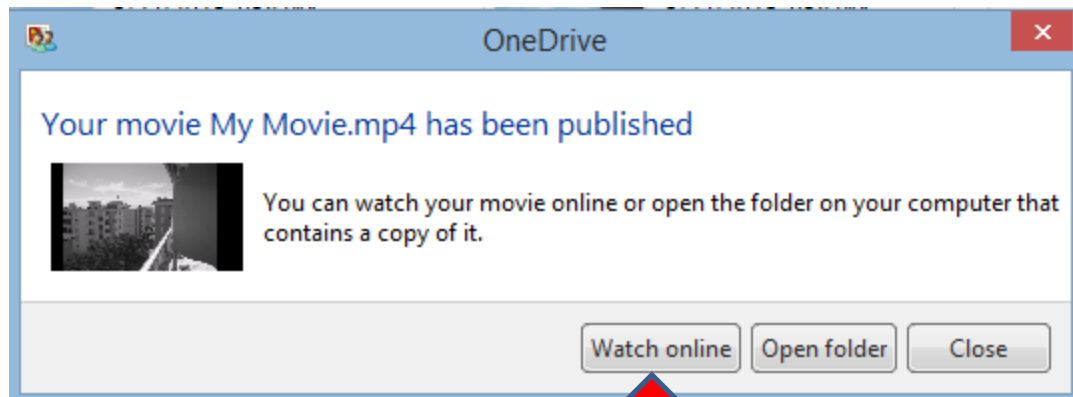 OneDrive
Your movie My Movie.mp4 has been published
You can watch your movie online or open the folder on your computer that
contains a copy of it.
Watch online
Open folder
Close